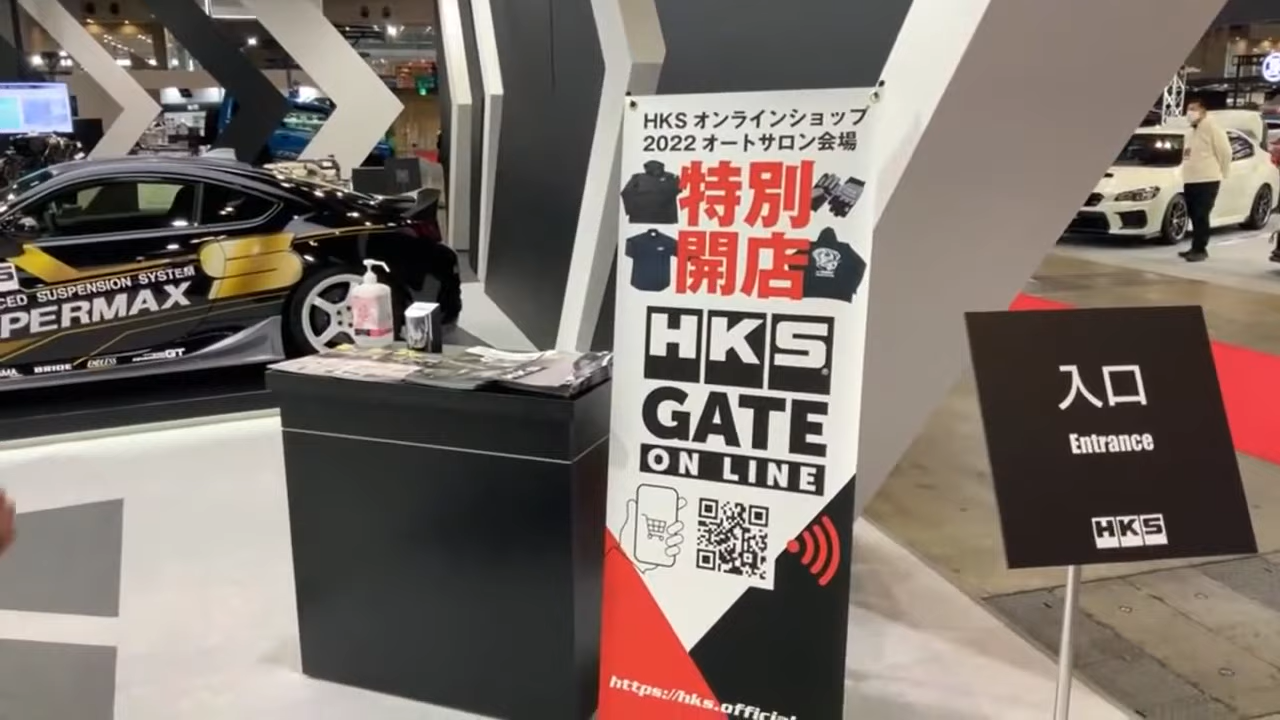 HKS オンラインショップ
2022 オートサロン会場
特別
開店
HKS
GATE
ON LINE
https://hks.official
入口
Entrance
HKS
CED SUSPENSION SYSTEM
PERMAX
BRIDE ENDLESS